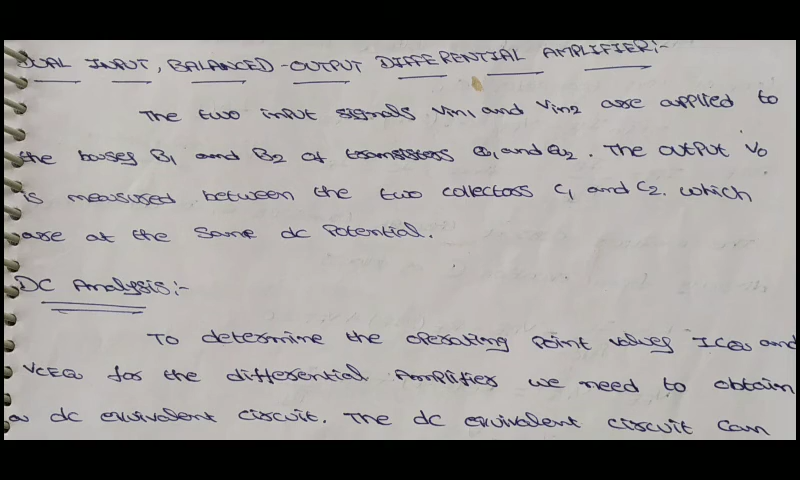 DUAL INPUT, BALANCED-OUTPUT DIFFERENTIAL AMPLIFIER:-
The two input signals Vin1 and Vin2 are applied to
the bases B1 and B2 of transistors Q1 and Q2. The output Vo
is measured between the two collectors C1 and C2. which
are at the same dc potential.
DC Analysis:-
To determine the operating point values ICQ and
VCEQ for the differential Amplifier we need to obtain
a dc equivalent circuit. The dc equivalent circuit can